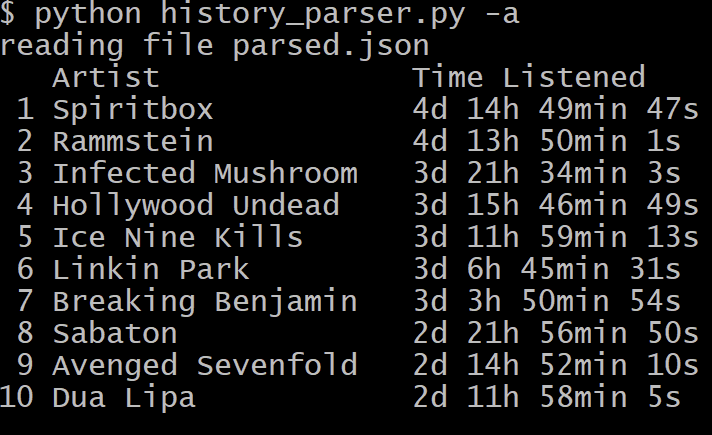 $ python history_parser.py -a
reading file parsed.json
   Artist              Time Listened
 1 Spiritbox           4d 14h 49min 47s
 2 Rammstein           4d 13h 50min 1s
 3 Infected Mushroom   3d 21h 34min 3s
 4 Hollywood Undead    3d 15h 46min 49s
 5 Ice Nine Kills      3d 11h 59min 13s
 6 Linkin Park         3d 6h 45min 31s
 7 Breaking Benjamin   3d 3h 50min 54s
 8 Sabaton             2d 21h 56min 50s
 9 Avenged Sevenfold   2d 14h 52min 10s
10 Dua Lipa            2d 11h 58min 5s